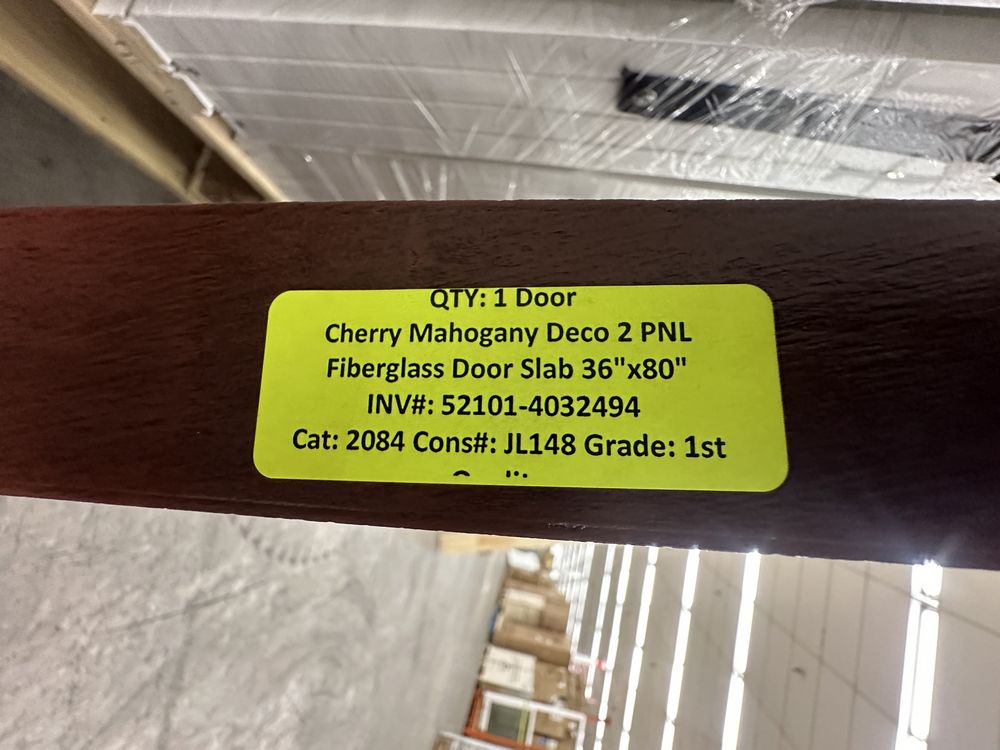 QTY: 1 Door
Cherry Mahogany Deco 2 PNL
Fiberglass Door Slab 36"x80"
INV#: 52101-4032494
Cat: 2084 Cons#: JL148 Grade: 1st